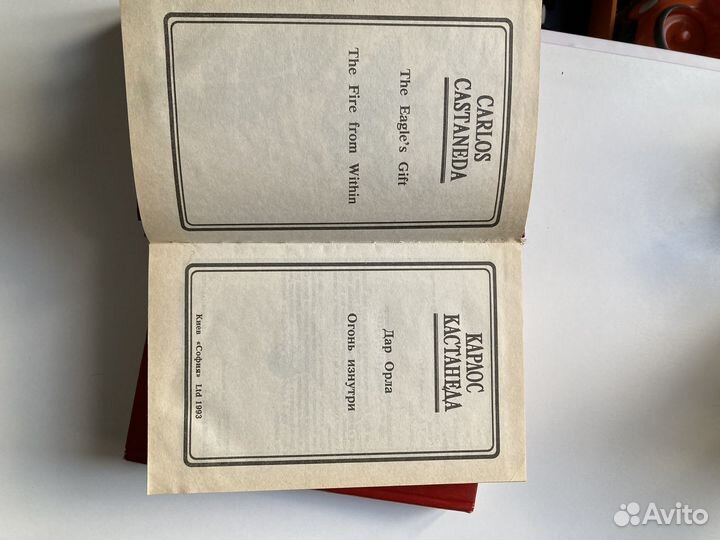 CARLOS
CASTANEDA
The Eagle's Gift
The Fire from Within
КАРЛОС
КАСТАНЕДА
Дар Орла
Огонь изнутри
Киев «София» Ltd 1993
Avito